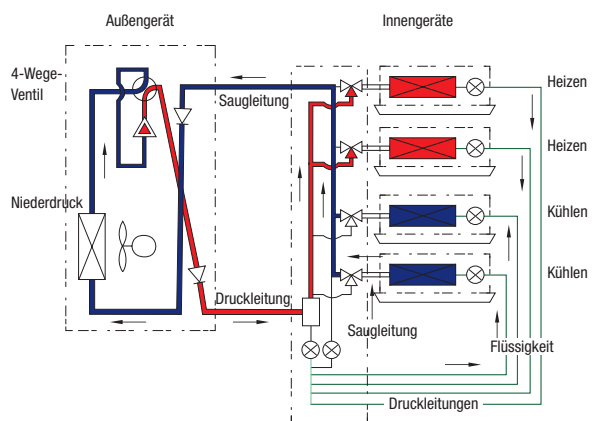 Außengerät
Innengeräte
4-Wege-
Ventil
Saugleitung
Heizen
Heizen
Niederdruck
Kühlen
Kühlen
Druckleitung
Saugleitung
Flüssigkeit
Druckleitungen